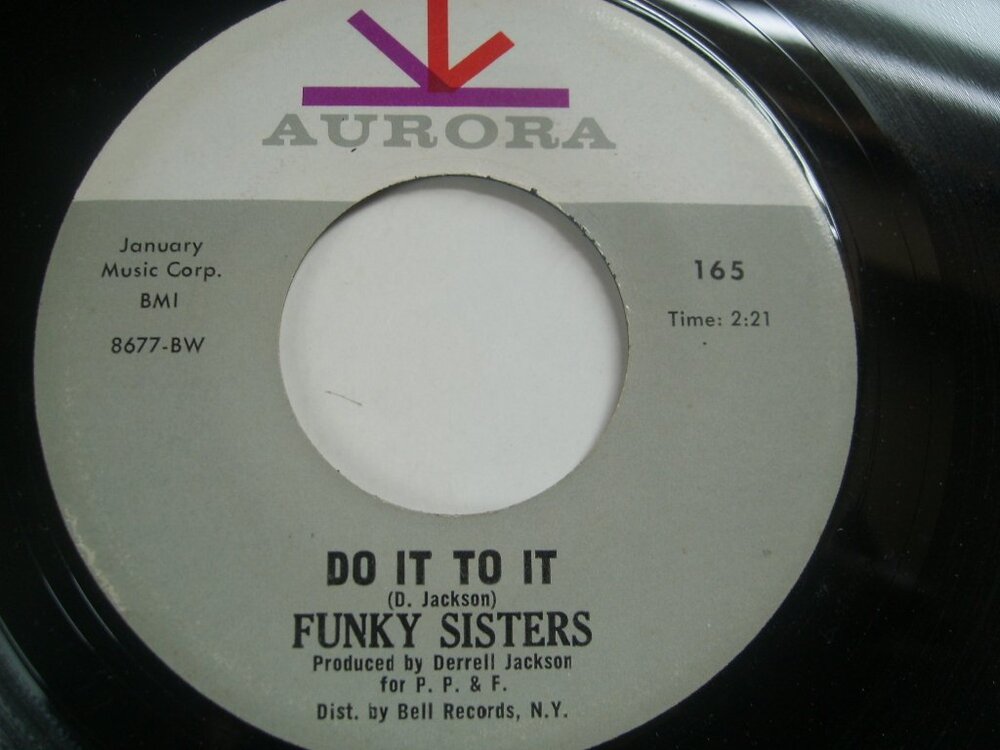 AURORA
January
Music Corp.
BMI
8677-BW
165
Time: 2:21
DO IT TO IT
(D. Jackson)
FUNKY SISTERS
Produced by Derrell Jackson
for P. P. & F.
Dist. by Bell Records, N.Y.